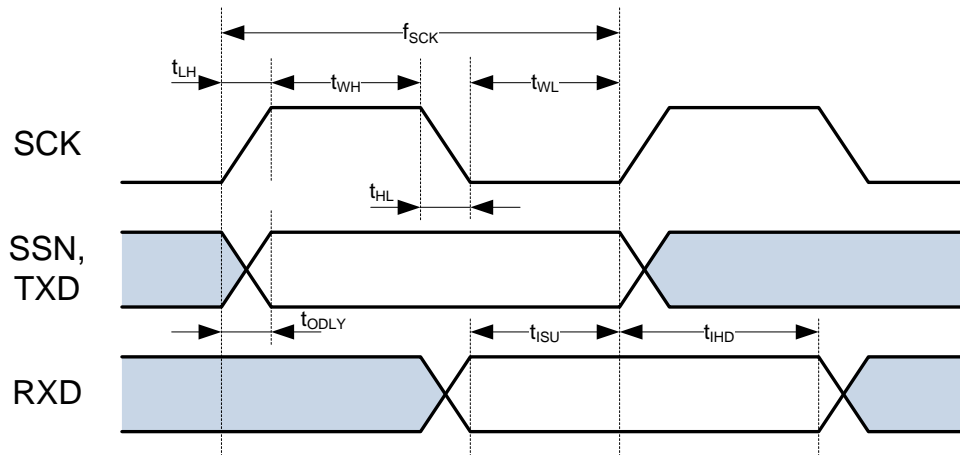 fSCK
tLH
tWH
tWL
SCK
tHL
SSN,
TXD
tODLY
tISU
tIHD
RXD